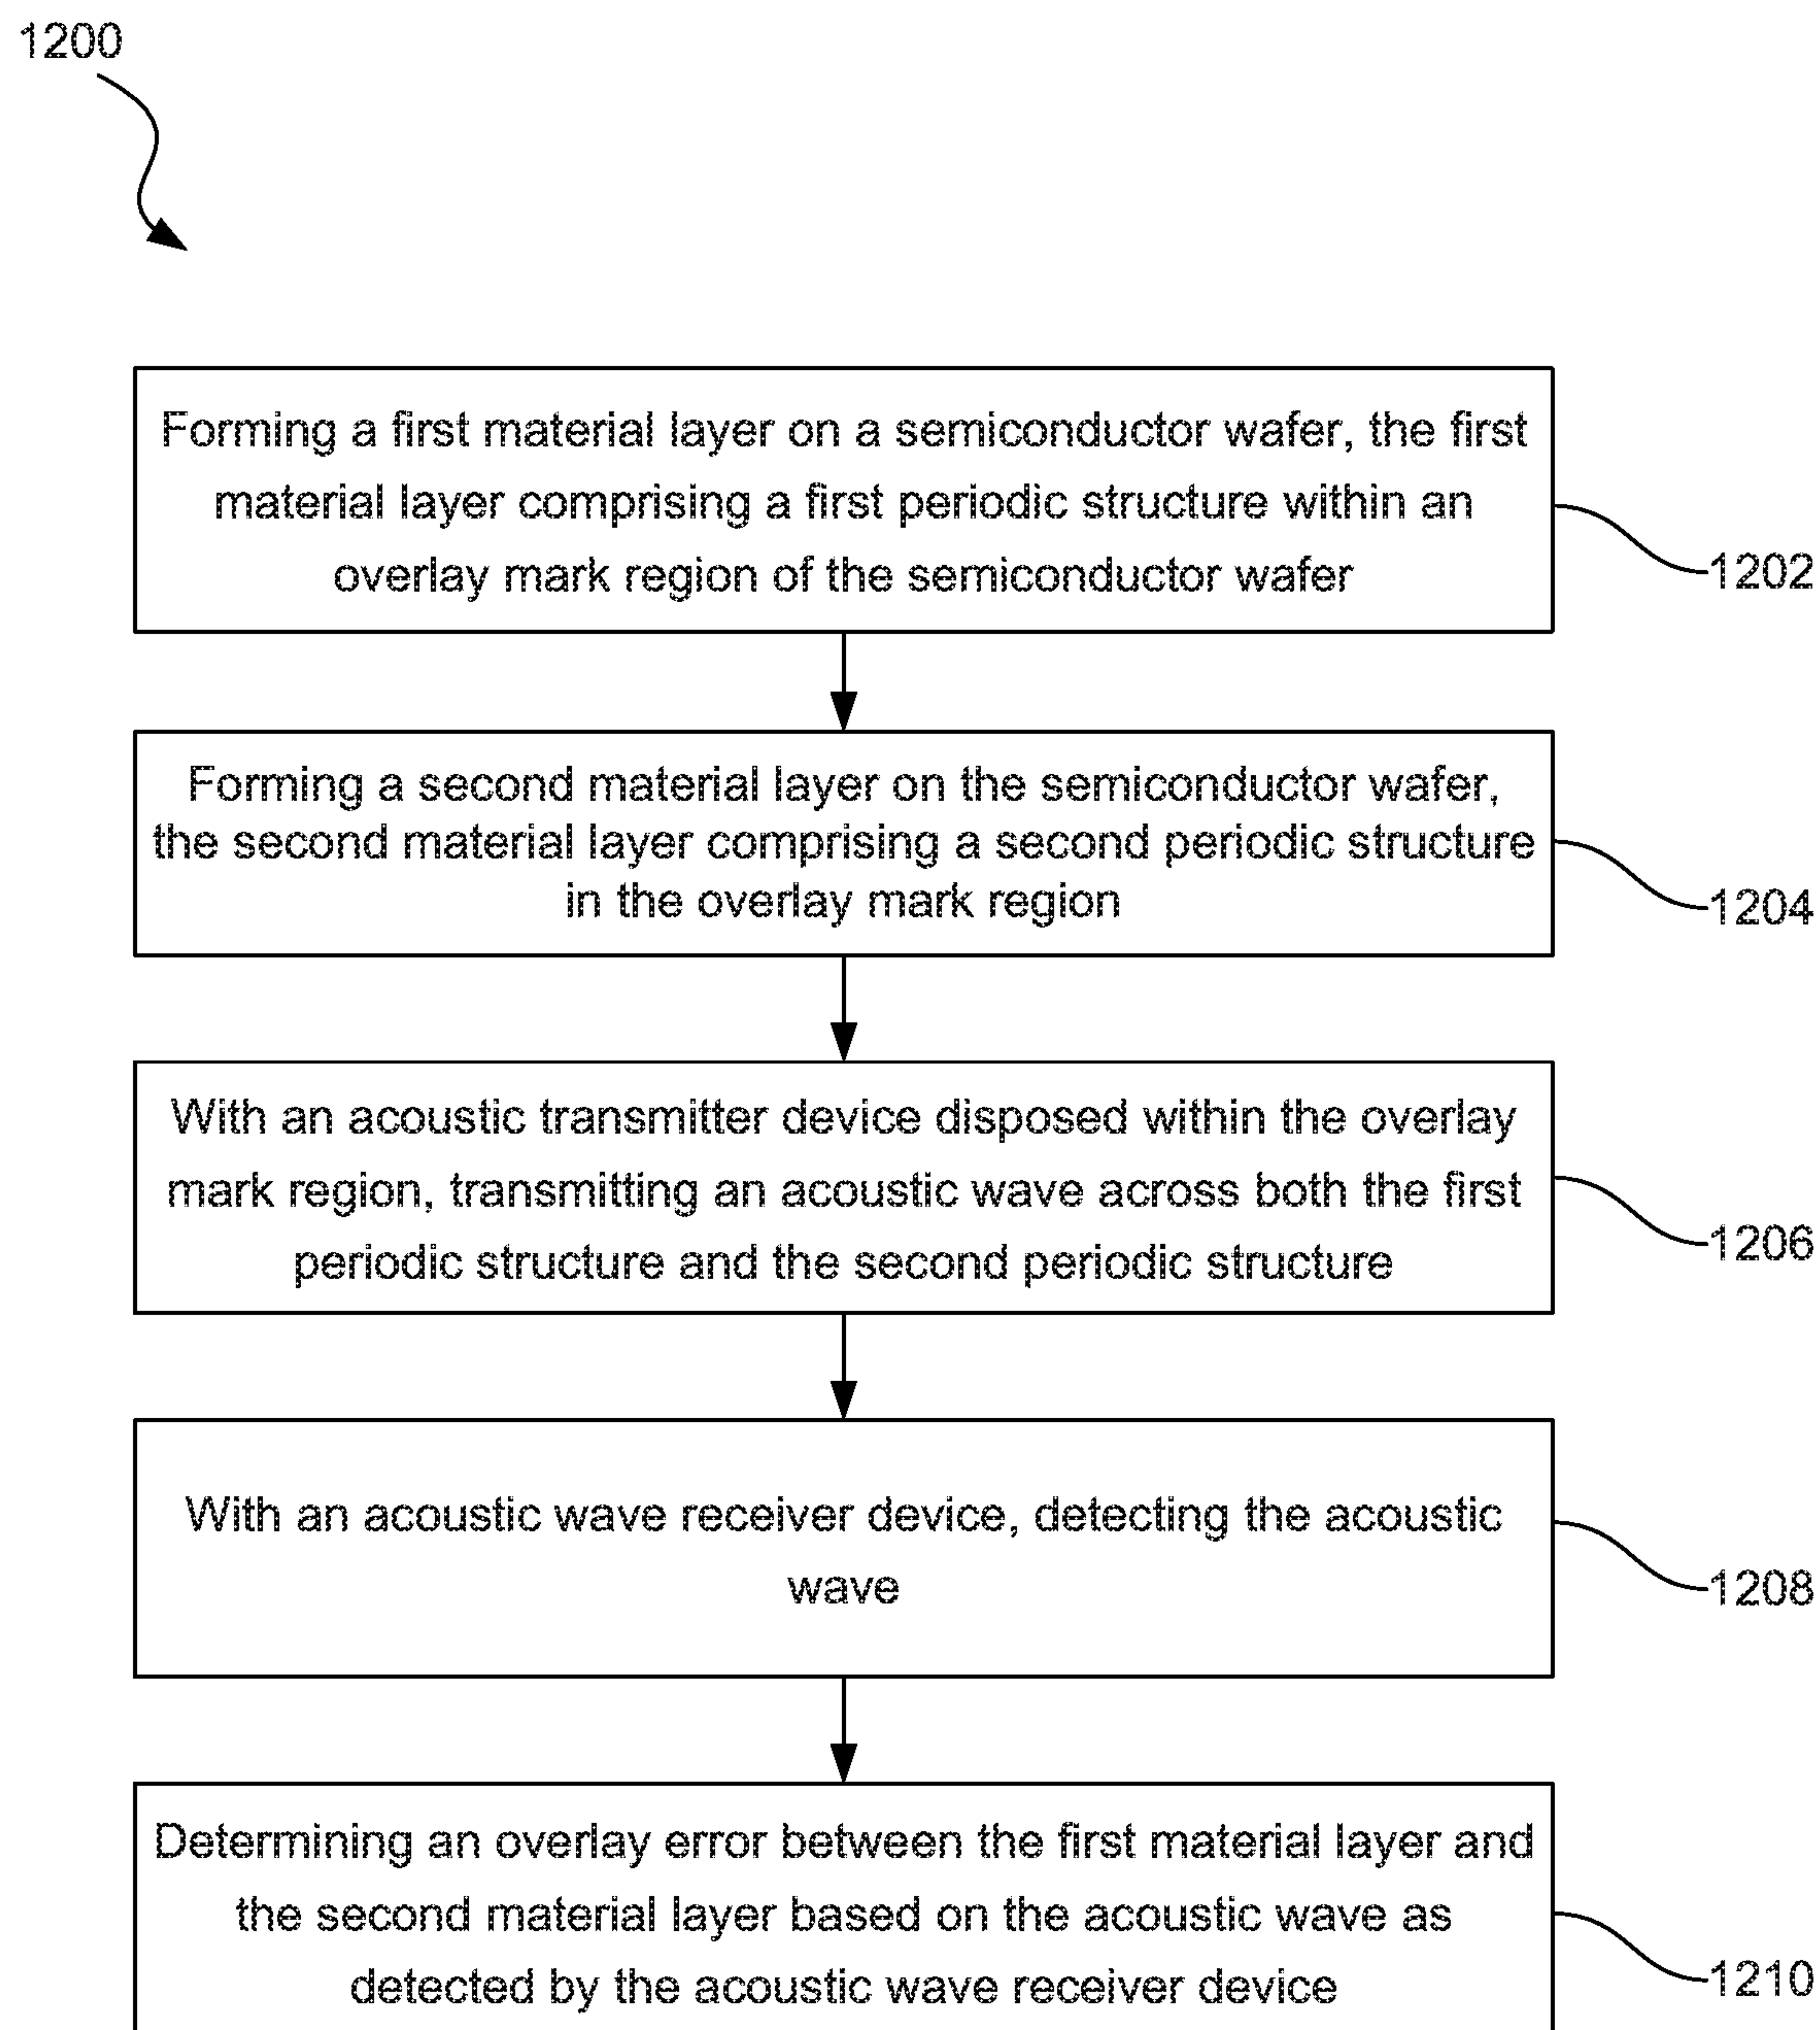 1200
Forming a first material layer on a semiconductor wafer, the first
material layer comprising a first periodic structure within an
overlay mark region of the semiconductor wafer
1202
Forming a second material layer on the semiconductor wafer,
the second material layer comprising a second periodic structure
in the overlay mark region
1204
With an acoustic transmitter device disposed within the overlay
mark region, transmitting an acoustic wave across both the first
periodic structure and the second periodic structure
1206
With an acoustic wave receiver device, detecting the acoustic
wave
1208
Determining an overlay error between the first material layer and
the second material layer based on the acoustic wave as
detected by the acoustic wave receiver device
1210